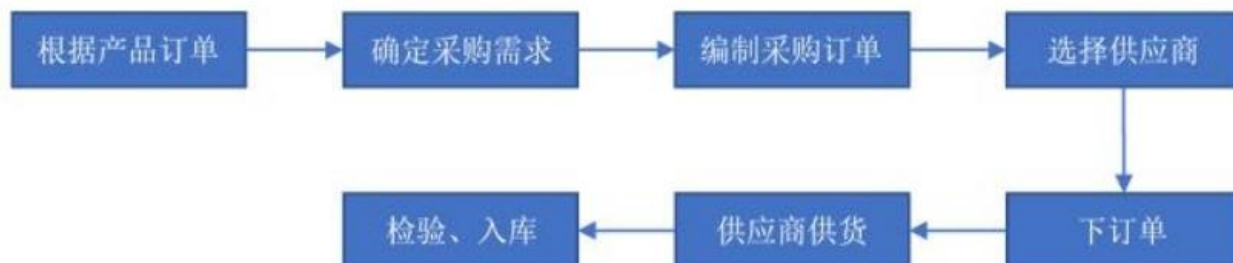 根据产品订单
确定采购需求
编制采购订单
选择供应商
下订单
供应商供货
检验、入库